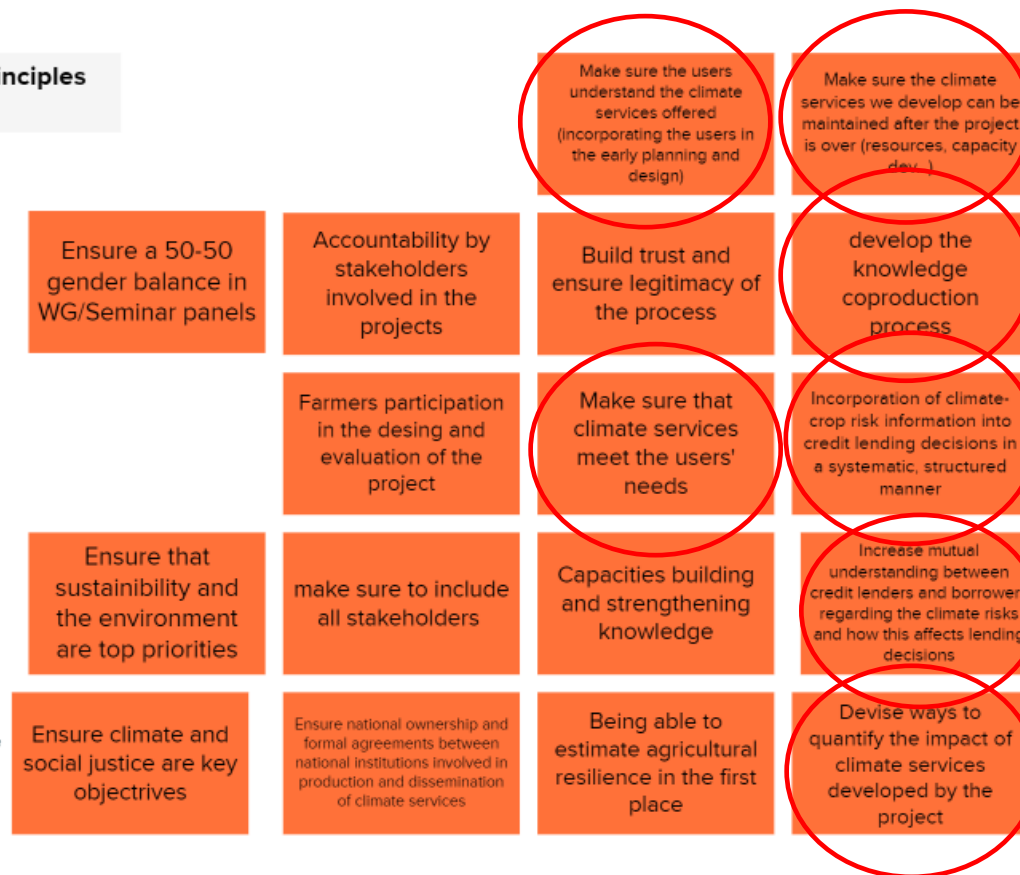 inciples
Make sure the users
understand the climate
services offered
(incorporating the users in
the early planning and
design)
Make sure the climate
services we develop can be
maintained after the project
is over (resources, capacity
dev...)
Ensure a 50-50
gender balance in
WG/Seminar panels
Accountability by
stakeholders
involved in the
projects
Build trust and
ensure legitimacy of
the process
develop the
knowledge
coproduction
process
Farmers participation
in the desing and
evaluation of the
project
Make sure that
climate services
meet the users'
needs
Incorporation of climate-
crop risk information into
credit lending decisions in
a systematic, structured
manner
Ensure that
sustainibility and
the environment
are top priorities
make sure to include
all stakeholders
Capacities building
and strengthening
knowledge
Increase mutual
understanding between
credit lenders and borrower
regarding the climate risks
and how this affects lending
decisions
Ensure climate and
social justice are key
objectrives
Ensure national ownership and
formal agreements between
national institutions involved in
production and dissemination
of climate services
Being able to
estimate agricultural
resilience in the first
place
Devise ways to
quantify the impact of
climate services
developed by the
project